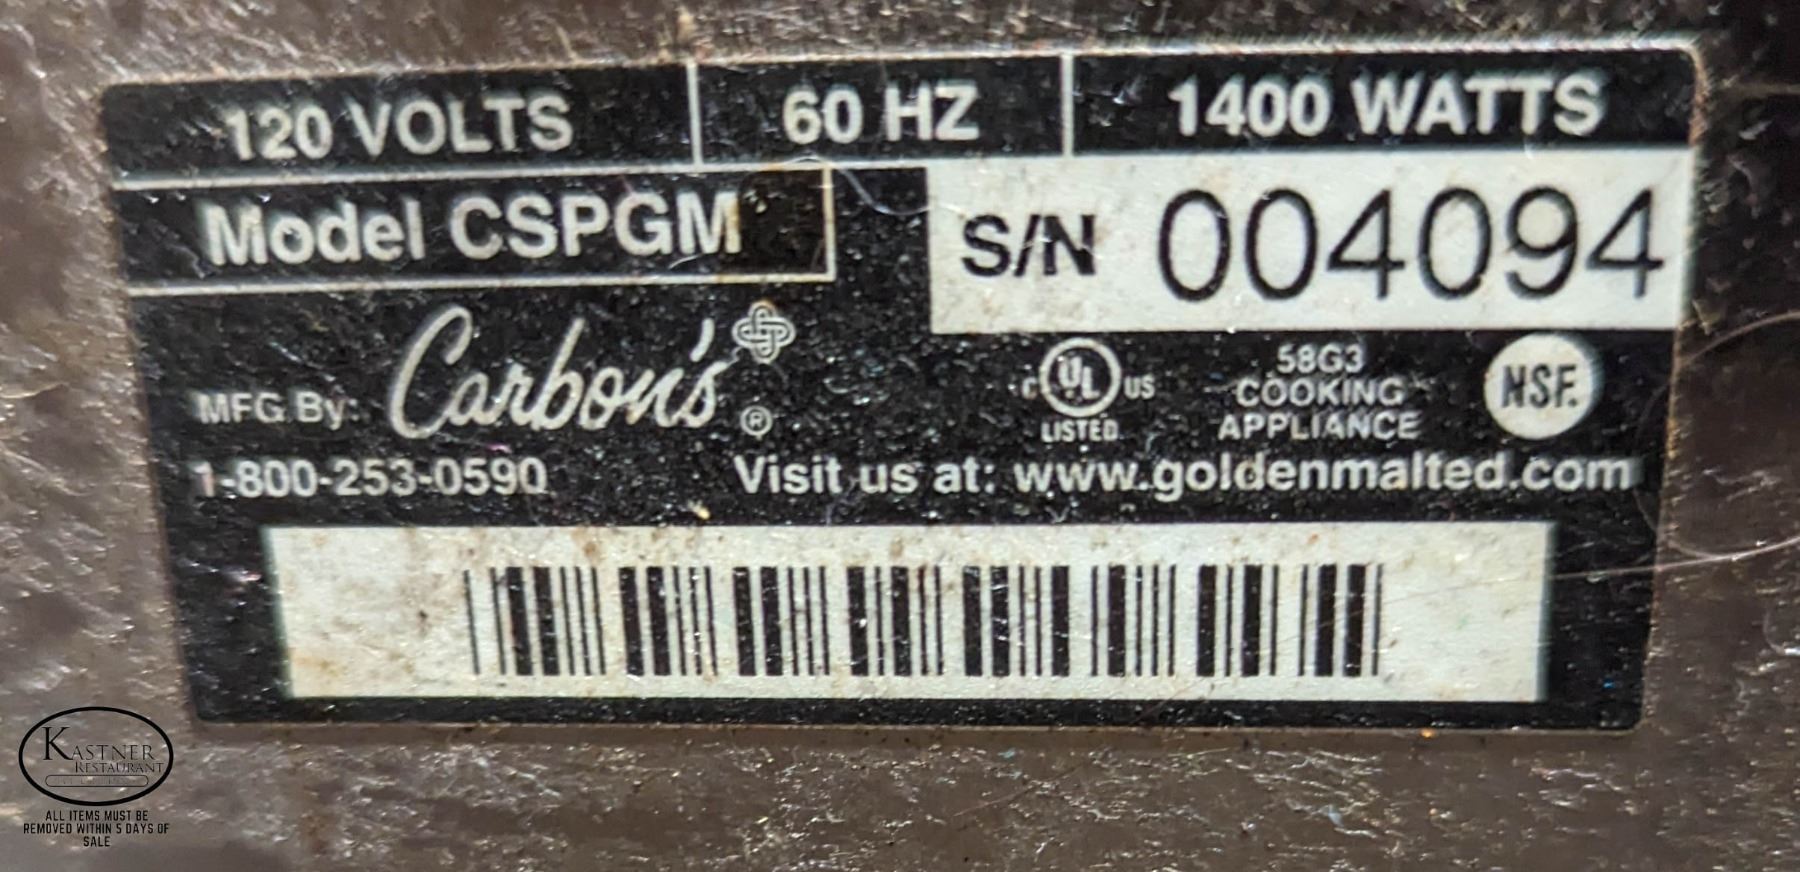 120 VOLTS 60 HZ 1400 WATTS
Model CSPGM
S/N 004094
MFG. By: Carbon's ®
C UL US
LISTED
58G3
COOKING
APPLIANCE
NSF.
1-800-253-0590 Visit us at: www.goldenmalted.com
KASTNER
RESTAURANT
ALL ITEMS MUST BE
REMOVED WITHIN 5 DAYS OF
SALE